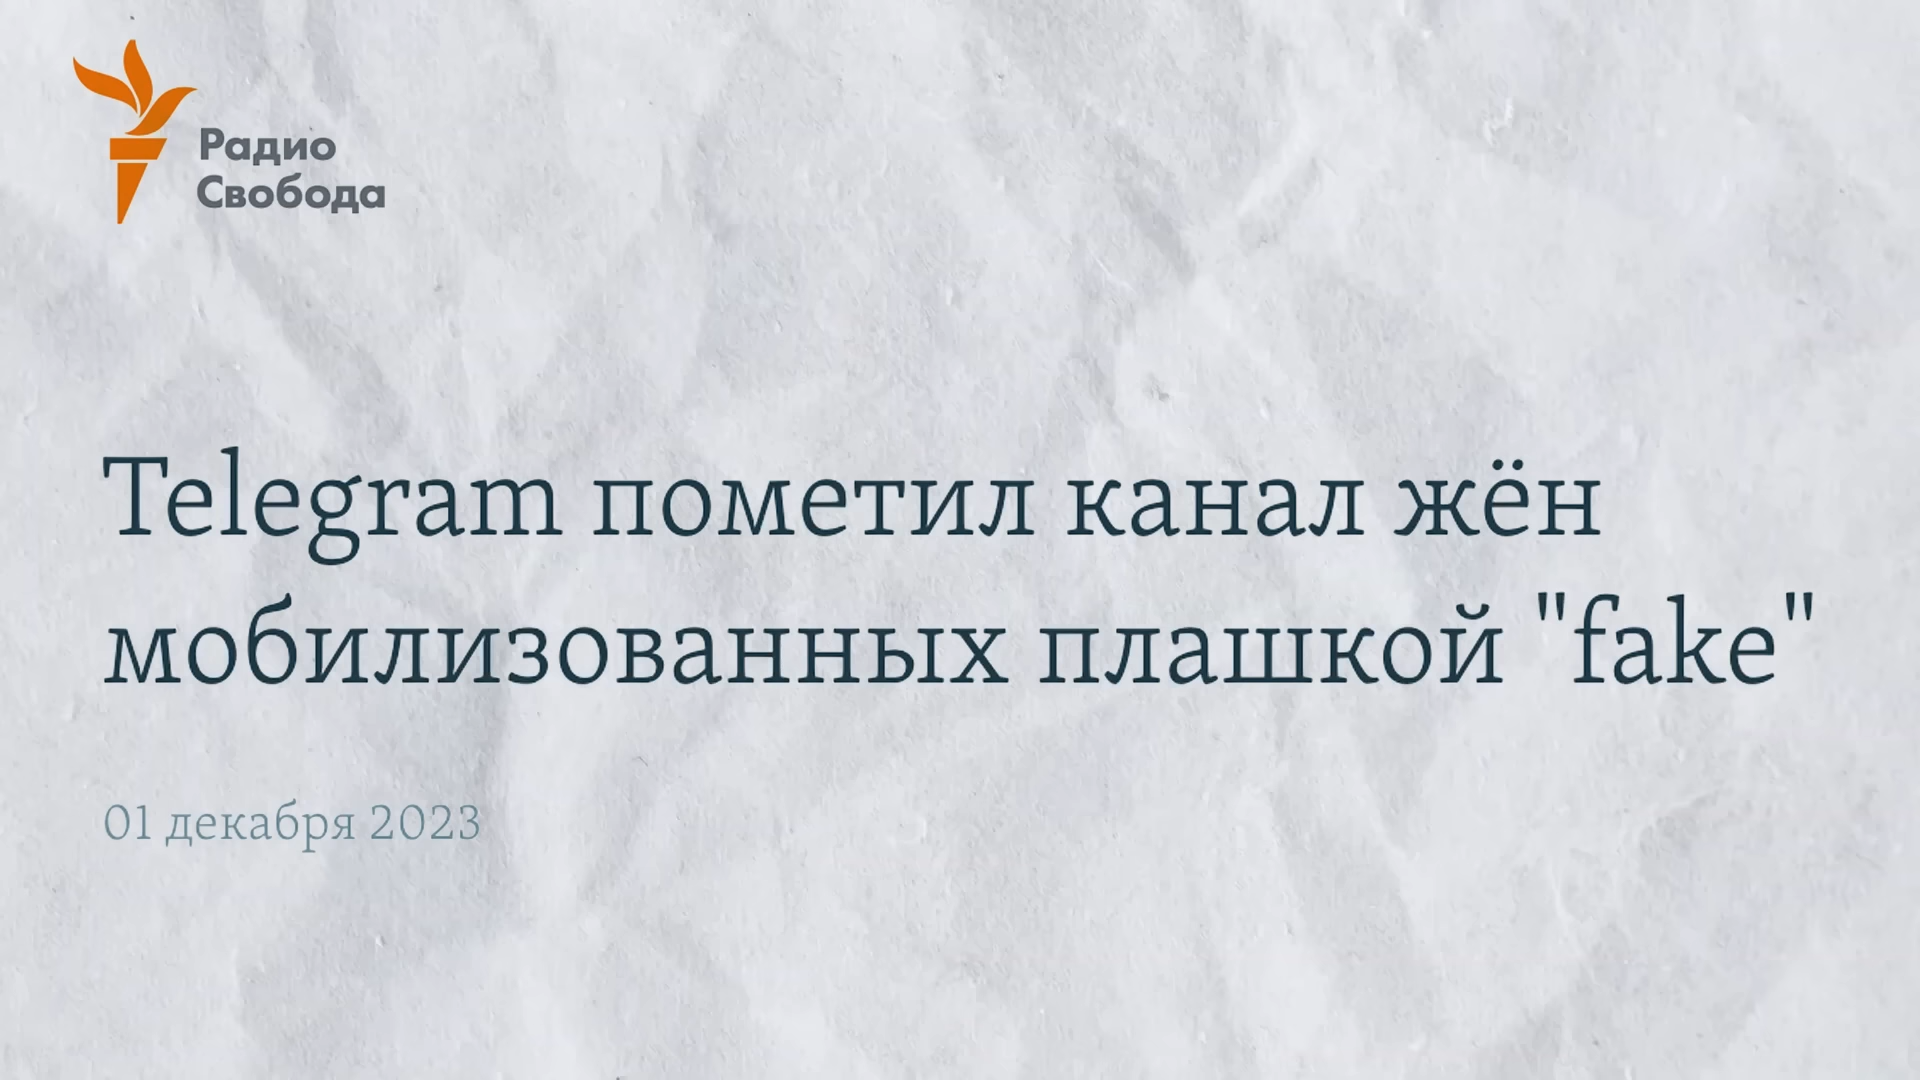 Радио
Свобода
Telegram пометил канал жён
мобилизованных плашкой "fake"
01 декабря 2023